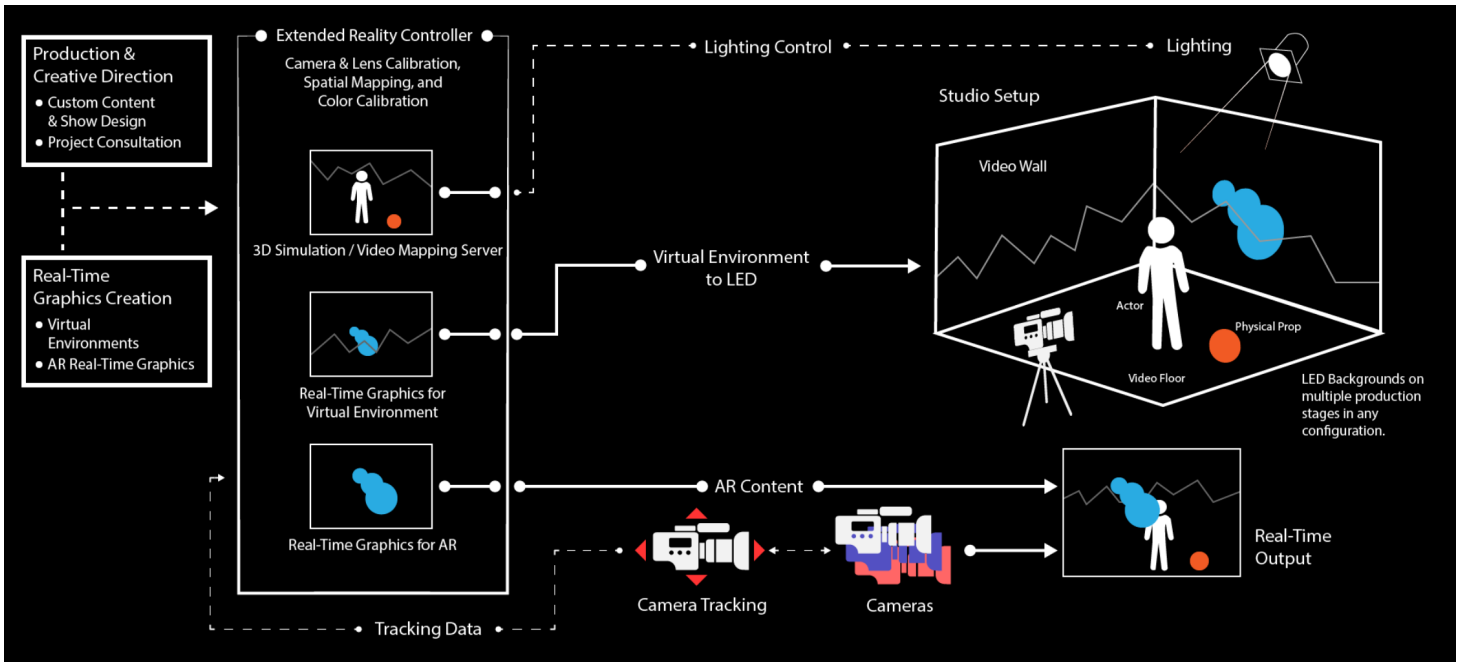 Production &
Creative Direction
• Custom Content
& Show Design
• Project Consultation
Real-Time
Graphics Creation
• Virtual
Environments
• AR Real-Time Graphics
Extended Reality Controller
Camera & Lens Calibration,
Spatial Mapping, and
Color Calibration
3D Simulation / Video Mapping Server
Real-Time Graphics for
Virtual Environment
Real-Time Graphics for AR
Lighting Control
Lighting
Studio Setup
Video Wall
Virtual Environment
to LED
Actor
Physical Prop
Video Floor
LED Backgrounds on
multiple production
stages in any
configuration.
AR Content
Camera Tracking
Cameras
Real-Time
Output
Tracking Data